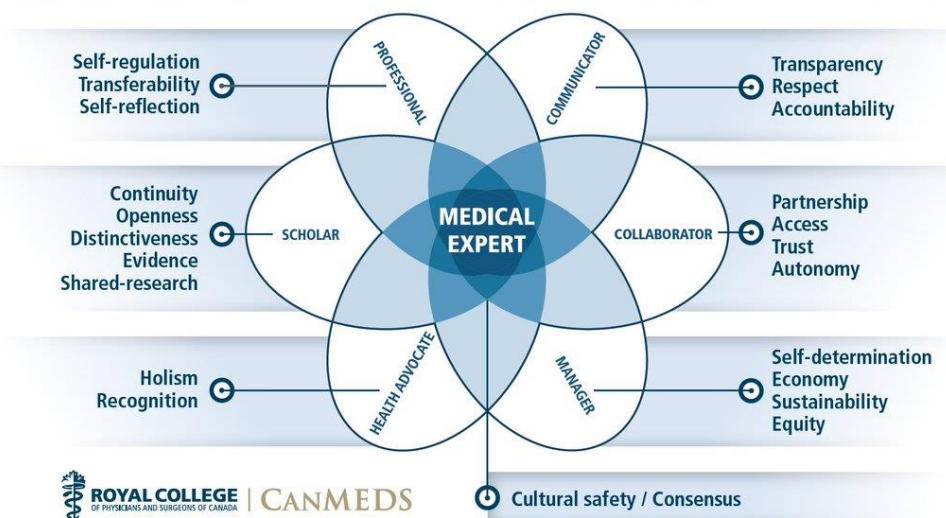 PROFESSIONAL
COMMUNICATOR
Self-regulation
Transferability
Self-reflection
Transparency
Respect
Accountability
Continuity
Openness
Distinctiveness
Evidence
Shared-research
SCHOLAR
MEDICAL
EXPERT
COLLABORATOR
Partnership
Access
Trust
Autonomy
Holism
Recognition
HEALTH ADVOCATE
MANAGER
Self-determination
Economy
Sustainability
Equity
ROYAL COLLEGE
OF PHYSICIANS AND SURGEONS OF CANADA
CANMEDS
Cultural safety / Consensus